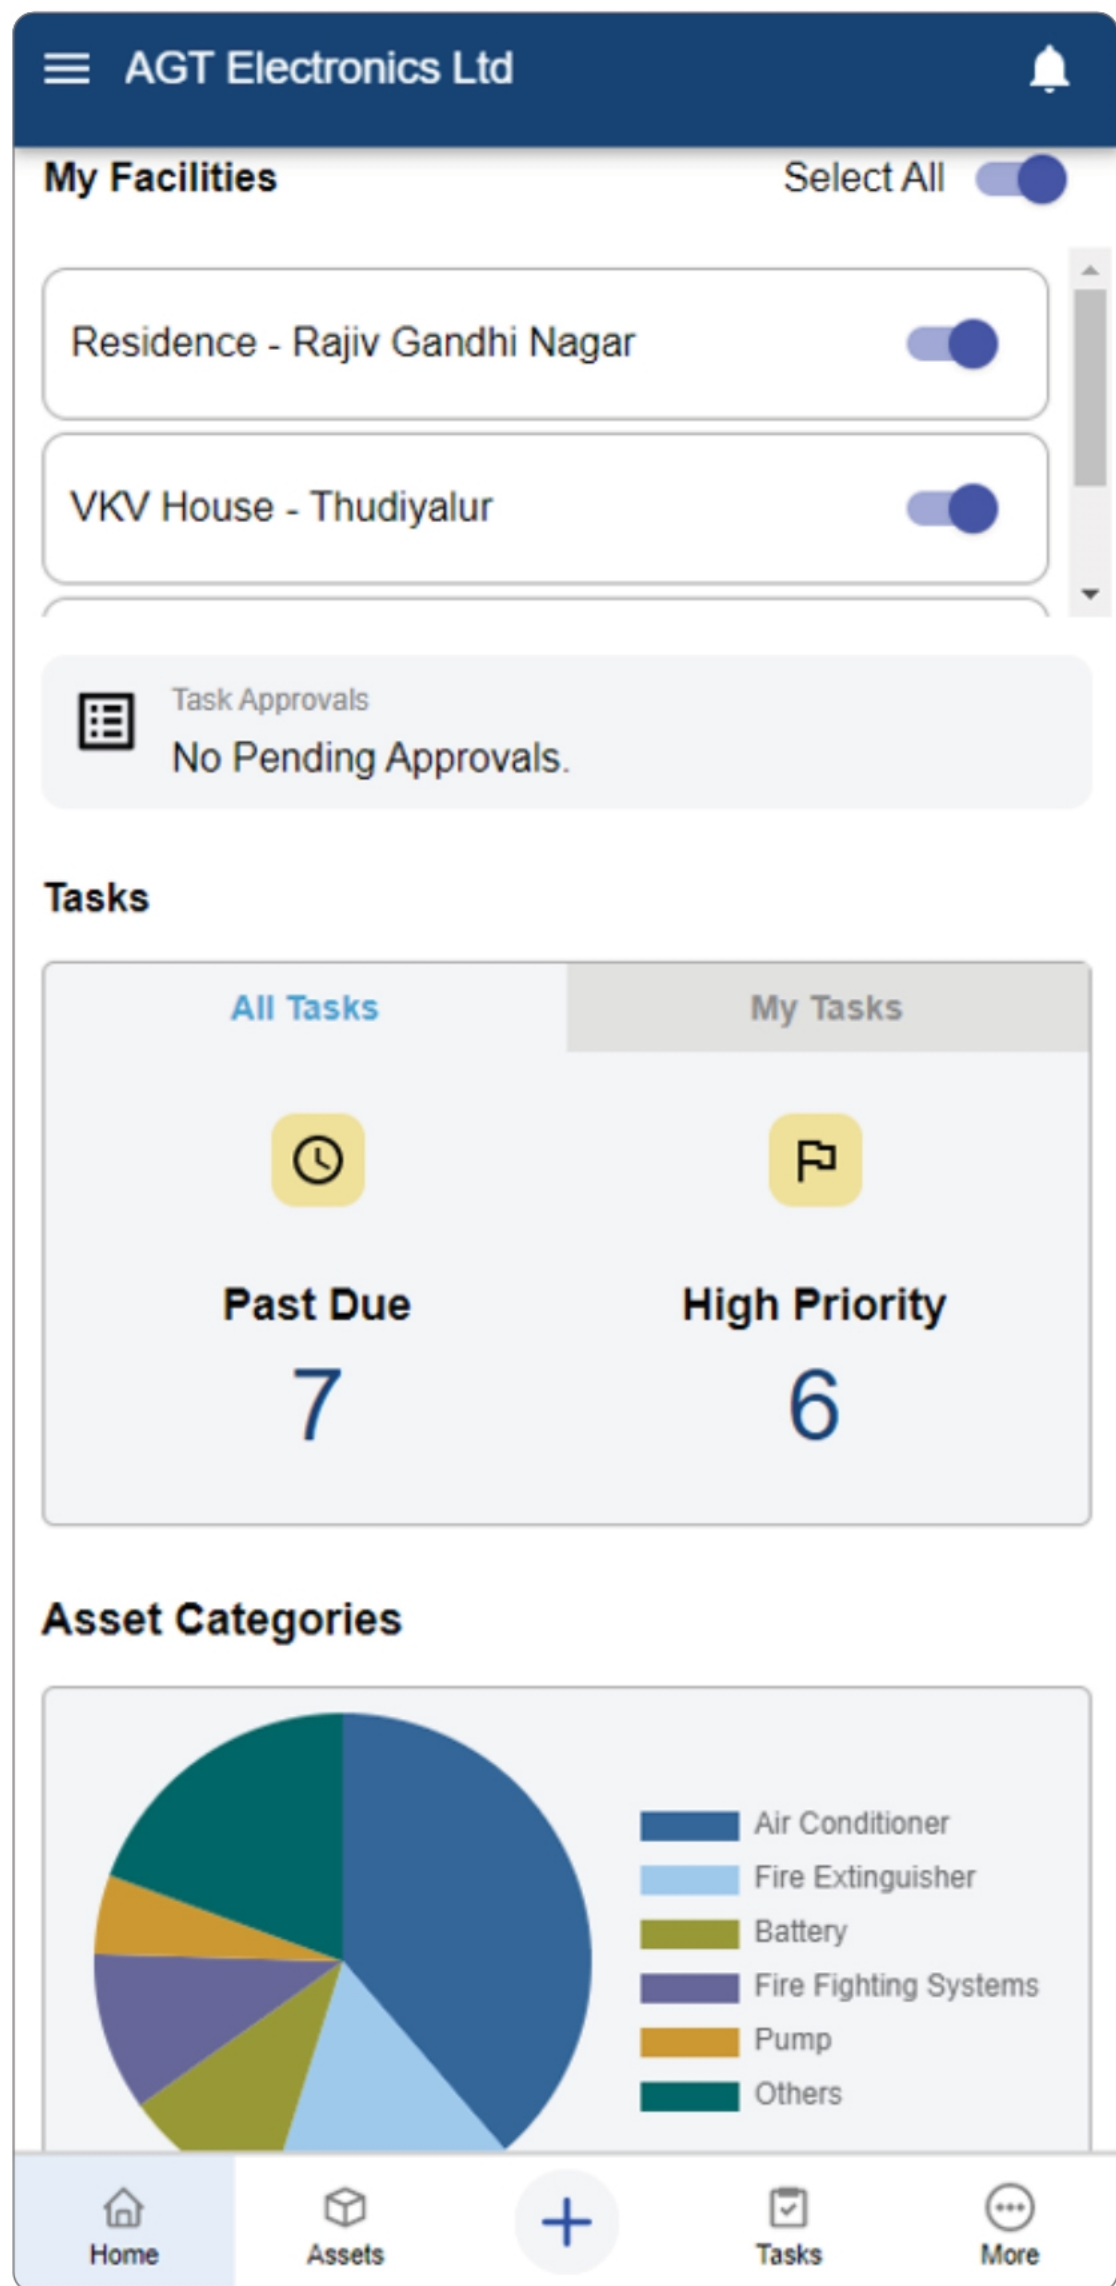 AGT Electronics Ltd
My Facilities
Select All
Residence - Rajiv Gandhi Nagar
VKV House - Thudiyalur
Task Approvals
No Pending Approvals.
Tasks
All Tasks
My Tasks
Past Due
High Priority
7
6
Asset Categories
Air Conditioner
Fire Extinguisher
Battery
Fire Fighting Systems
Pump
Others
Home
Assets
Tasks
More